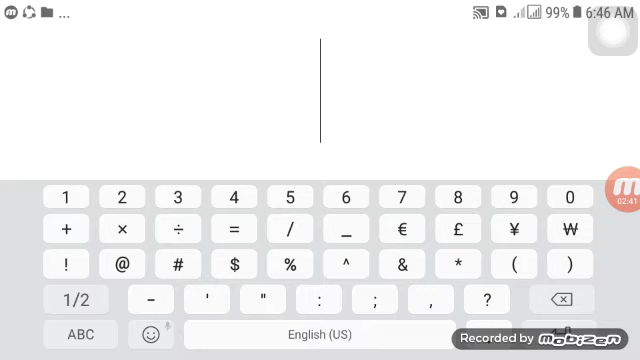 ... 99% 6:46 AM
1 2 3 4 5 6 7 8 9 0
+ × ÷ = / _ € £ ¥ ₩
! @ # $ % ^ & * ( )
1/2 - ' " : ; , ?
ABC English (US)
02:41
Recorded by mobizen